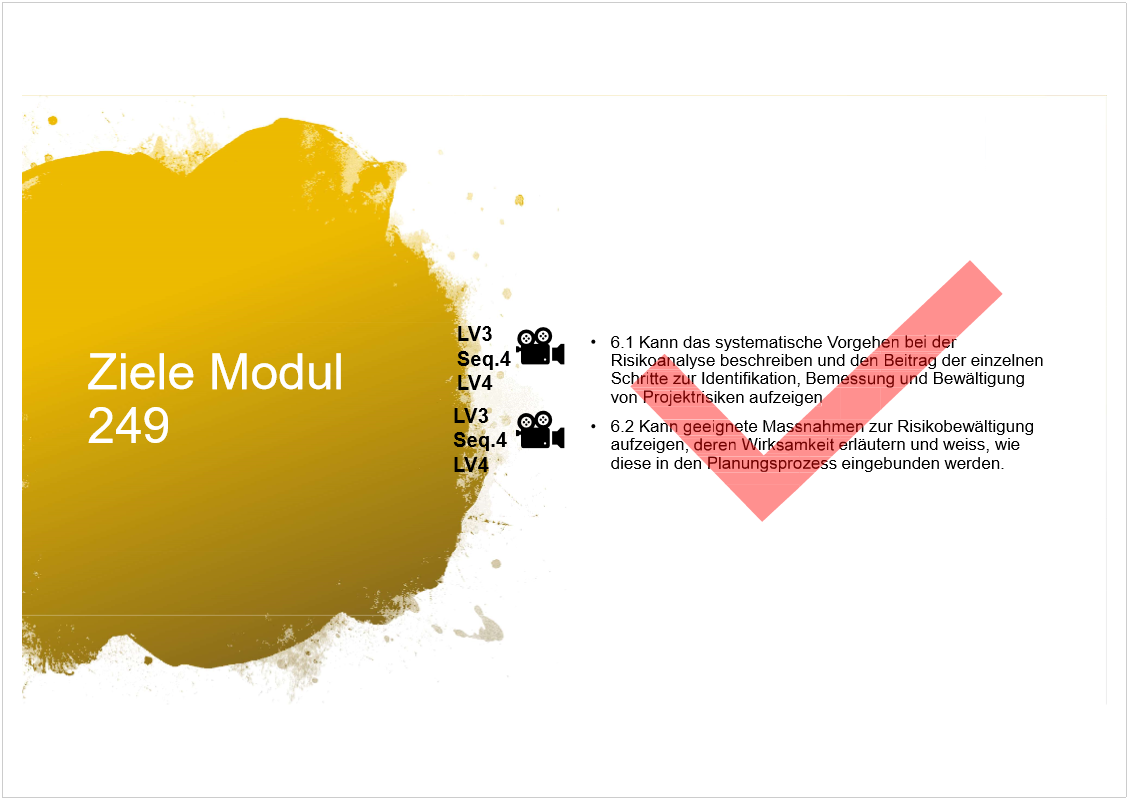 Ziele Modul
249
LV3
Seq.4
LV4
• 6.1 Kann das systematische Vorgehen bei der
Risikoanalyse beschreiben und den Beitrag der einzelnen
Schritte zur Identifikation, Bemessung und Bewältigung
von Projektrisiken aufzeigen
LV3
Seq.4
LV4
• 6.2 Kann geeignete Massnahmen zur Risikobewältigung
aufzeigen, deren Wirksamkeit erläutern und weiss, wie
diese in den Planungsprozess eingebunden werden.